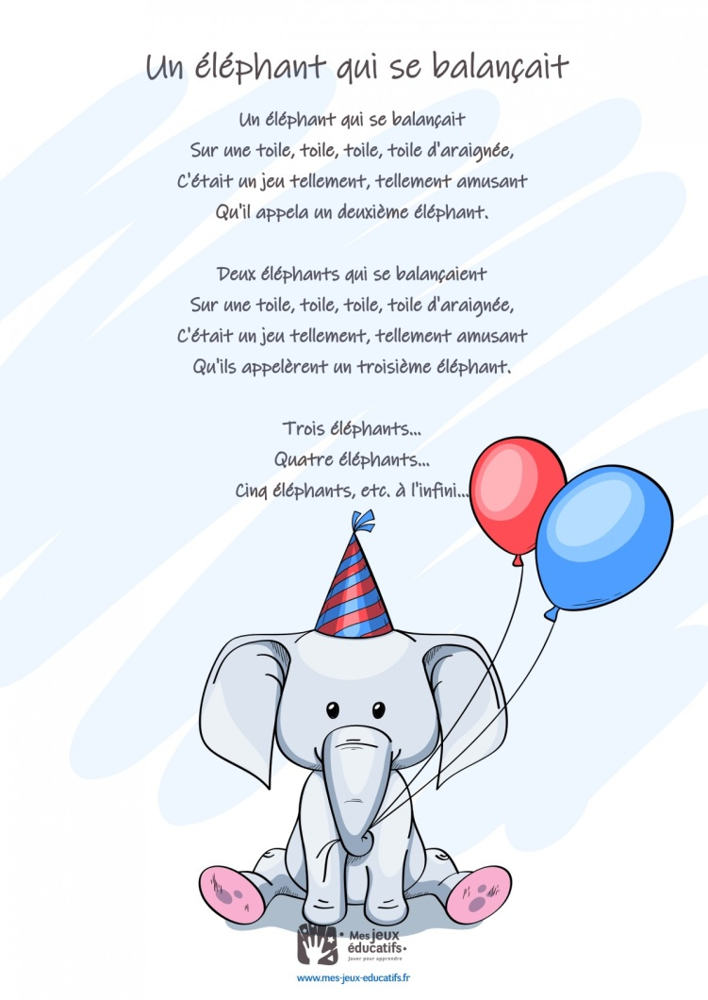 Un éléphant qui se balançait
Un éléphant qui se balançait
Sur une toile, toile, toile, toile d'araignée,
C'était un jeu tellement, tellement amusant
Qu'il appela un deuxième éléphant.
Deux éléphants qui se balançaient
Sur une toile, toile, toile, toile d'araignée,
C'était un jeu tellement, tellement amusant
Qu'ils appelèrent un troisième éléphant.
Trois éléphants...
Quatre éléphants...
Cinq éléphants, etc. à l'infini...
Mes jeux
éducatifs
Jouer pour apprendre
www.mes-jeux-educatifs.fr